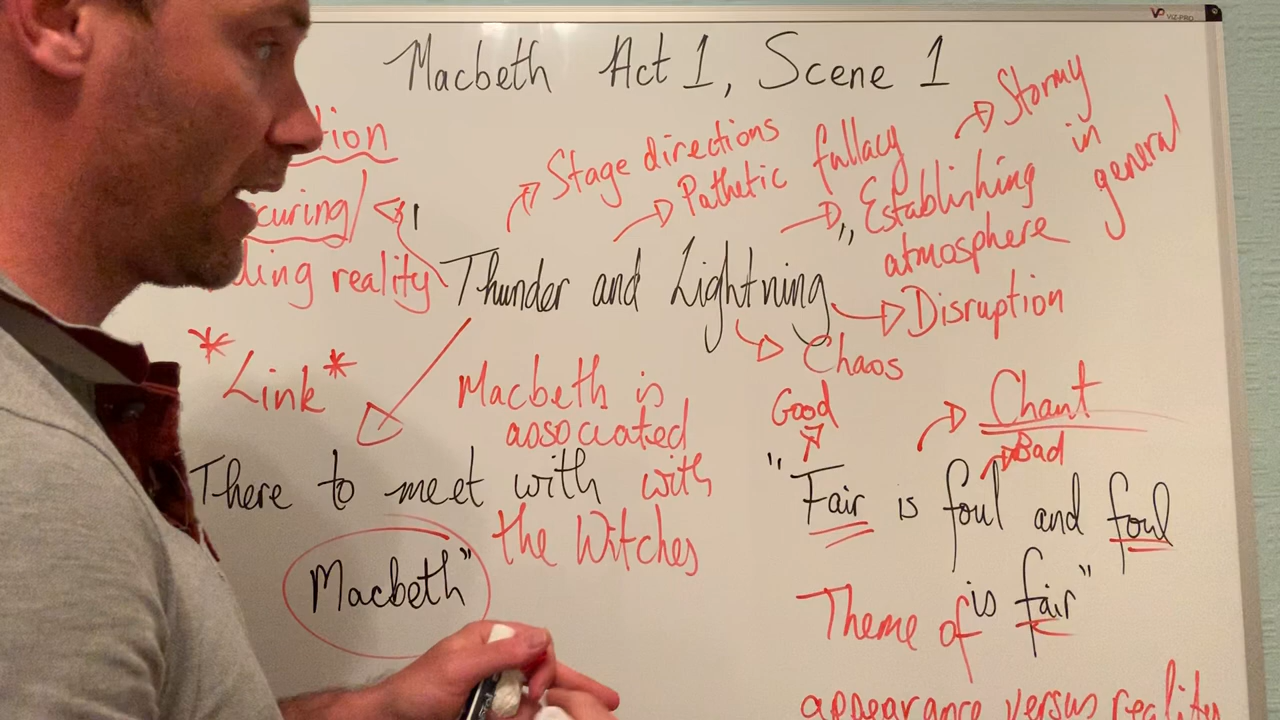 VIZ-PRO
Macbeth Act 1, Scene 1
Stormy
in
general
Stage directions
Pathetic fallacy
Establishing
atmosphere
reality
"Thunder and Lightning"
Disruption
Chaos
*Link*
Macbeth is
associated
with
the Witches
There to meet with
Macbeth"
Good
Chant
Bad
"Fair is foul and foul
is fair"
Theme of
appearance versus reality